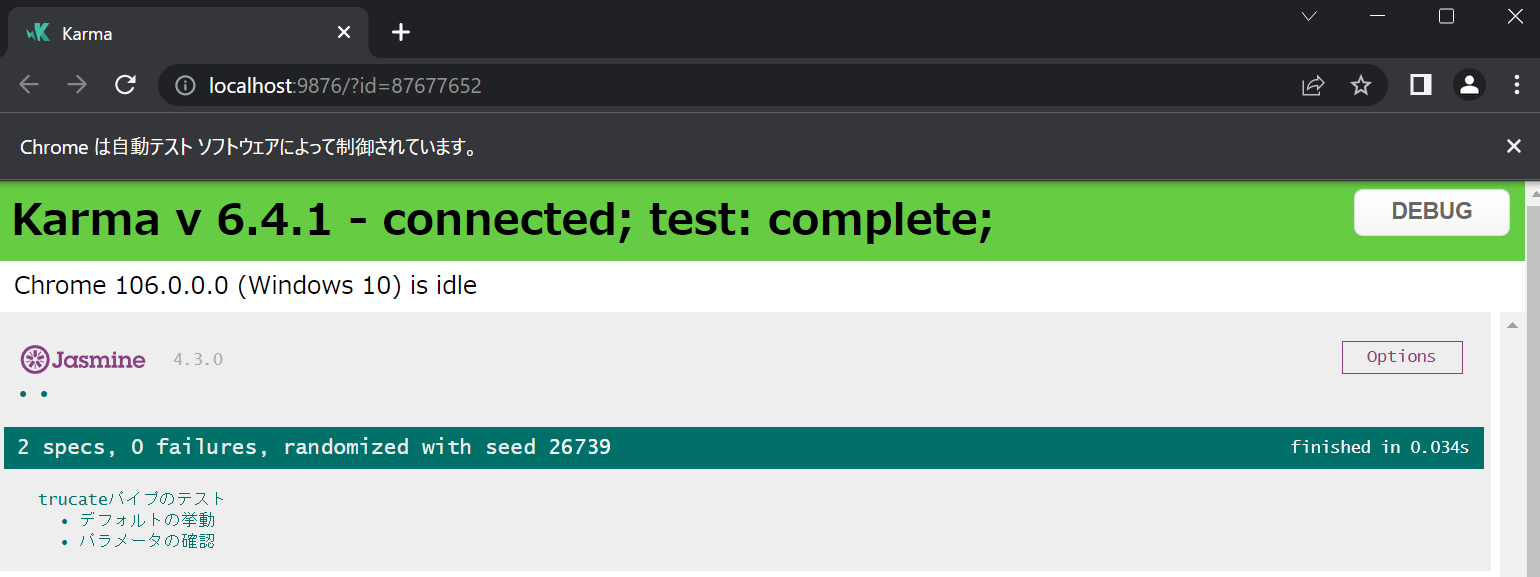 Karma
localhost:9876/?id=87677652
Chrome は自動テスト ソフトウェアによって制御されています。
Karma v 6.4.1 - connected; test: complete;
DEBUG
Chrome 106.0.0.0 (Windows 10) is idle
Jasmine 4.3.0
Options
2 specs, 0 failures, randomized with seed 26739
finished in 0.034s
trucateパイプのテスト
• デフォルトの挙動
• パラメータの確認